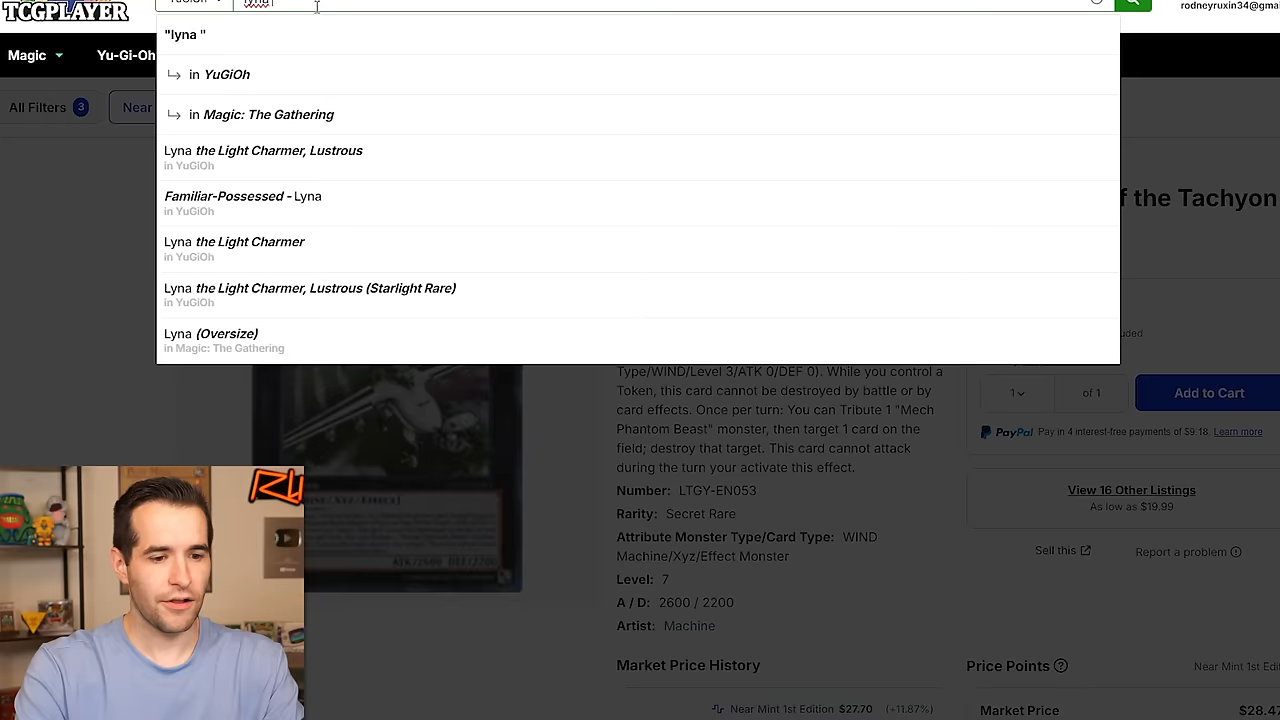 TCGPLAYER
lyna
rodneyruxin34@gmai
"lyna "
Magic
Yu-Gi-Oh
in YuGiOh
in Magic: The Gathering
All Filters 3
Near
Lyna the Light Charmer, Lustrous
in YuGiOh
Familiar-Possessed - Lyna
in YuGiOh
f the Tachyon
Lyna the Light Charmer
in YuGiOh
Lyna the Light Charmer, Lustrous (Starlight Rare)
in YuGiOh
Lyna (Oversize)
in Magic: The Gathering
uded
Type/WIND/Level 3/ATK 0/DEF 0). While you control a
Token, this card cannot be destroyed by battle or by
card effects. Once per turn: You can Tribute 1 "Mech
Phantom Beast" monster, then target 1 card on the
field; destroy that target. This card cannot attack
during the turn your activate this effect.
1
of 1
Add to Cart
PayPal Pay in 4 interest-free payments of $9.18. Learn more
Number: LTGY-EN053
Rarity: Secret Rare
Attribute Monster Type/Card Type: WIND
Machine/Xyz/Effect Monster
Level: 7
A / D: 2600 / 2200
Artist: Machine
View 16 Other Listings
As low as $19.99
Sell this
Report a problem
Market Price History
Near Mint 1st Edition $27.70 (+11.87%)
Price Points
Near Mint 1st Edi
Market Price
$28.4